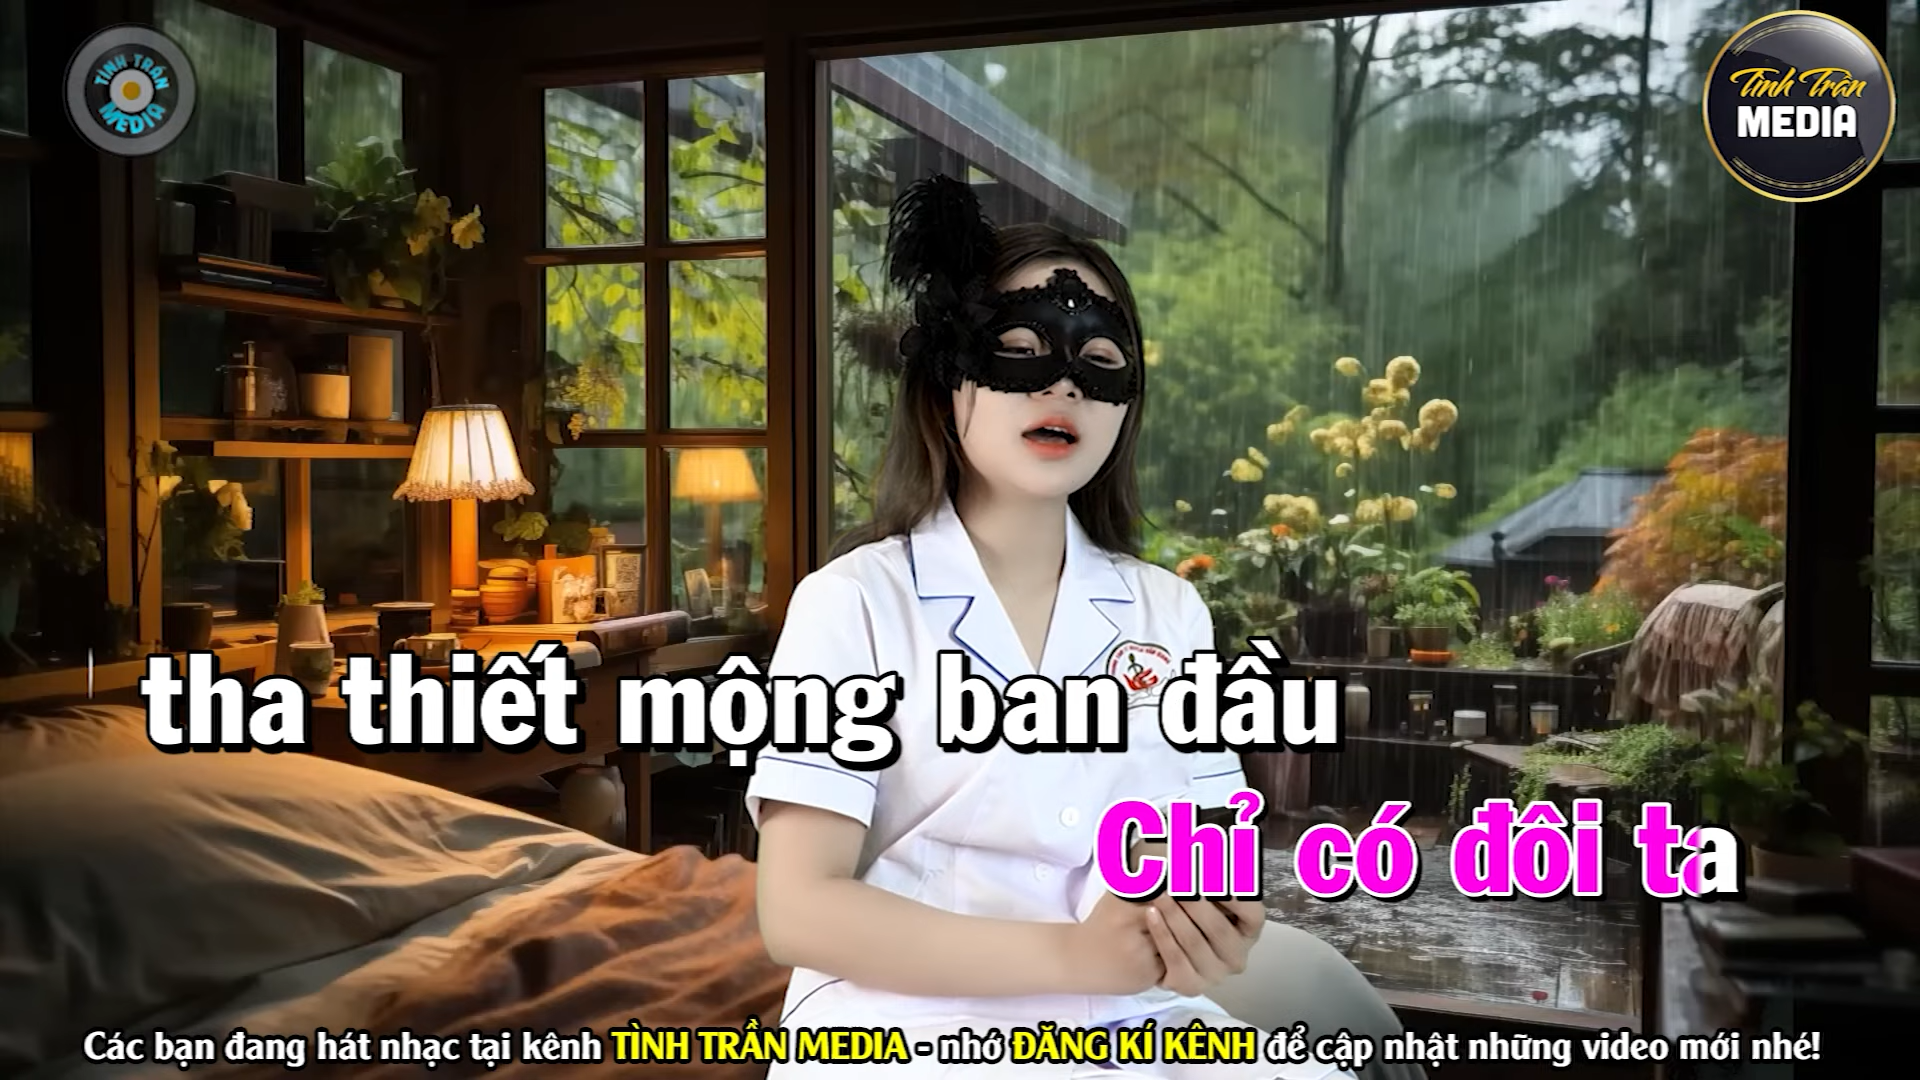 TÌNH TRẦN
MEDIA
Tình Trần
MEDIA
tha thiết mộng ban đầu
Chỉ có đôi ta
Các bạn đang hát nhạc tại kênh TÌNH TRẦN MEDIA - nhớ ĐĂNG KÍ KÊNH để cập nhật những video mới nhé!